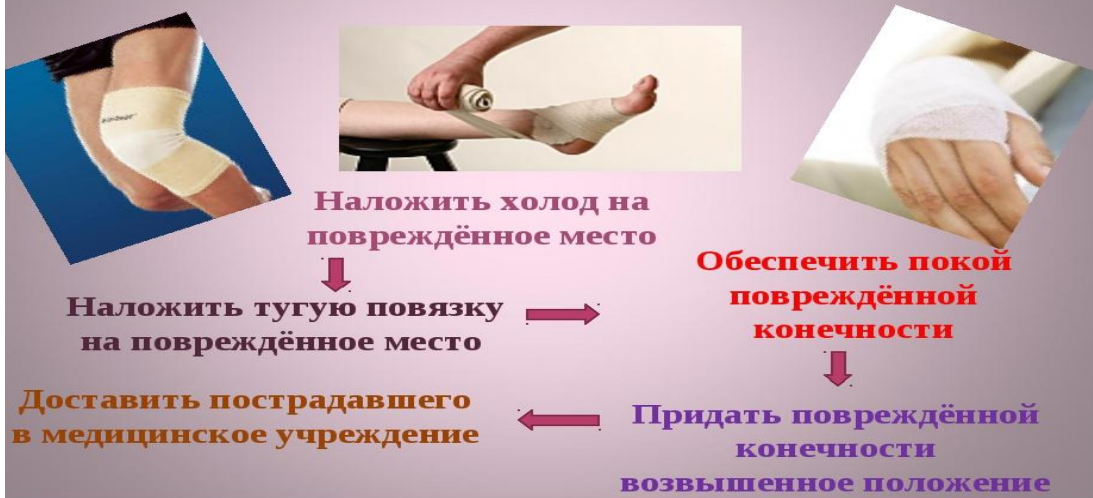 Наложить холод на
повреждённое место
Наложить тугую повязку
на повреждённое место
Обеспечить покой
повреждённой
конечности
Придать повреждённой
конечности
возвышенное положение
Доставить пострадавшего
в медицинское учреждение